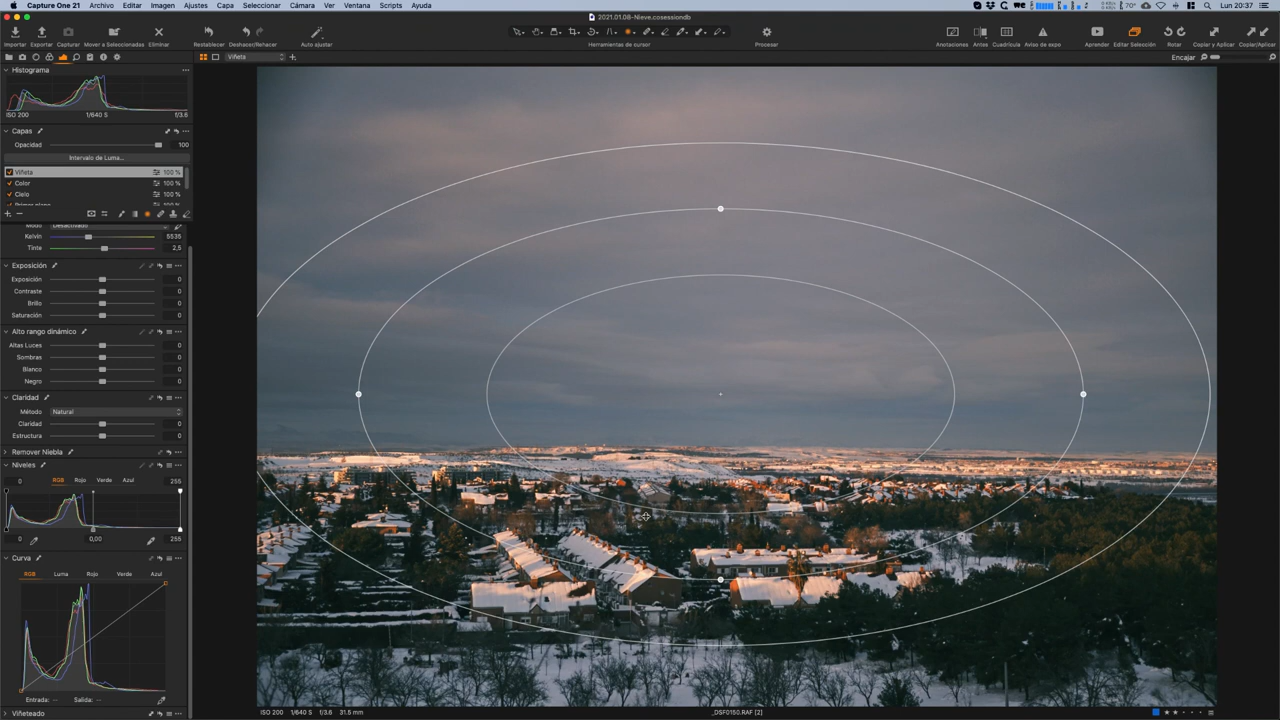 Capture One 21 Archivo Editar Imagen Ajustes Capa Seleccionar Cámara Ver Ventana Scripts Ayuda
70° Lun 20:37
2021.01.08-Nieve.cosessiondb
Importar Exportar Capturar Mover a Seleccionadas Eliminar Restablecer Deshacer/Rehacer Auto ajustar Herramientas de cursor Procesar Anotaciones Antes Cuadrícula Aviso de expo Aprender Editar Selección Rotar Copiar y Aplicar Copiar/Aplicar
Viñeta Encajar
Histograma
ISO 200 1/640 S f/3.6
Capas
Opacidad 100
Intervalo de Luma...
Viñeta 100 %
Color 100 %
Cielo 100 %
Primer plano
Modo Desactivado
Kelvin 5535
Tinte 2,5
Exposición
Exposición 0
Contraste 0
Brillo 0
Saturación 0
Alto rango dinámico
Altas Luces 0
Sombras 0
Blanco 0
Negro 0
Claridad
Método Natural
Claridad 0
Estructura 0
Remover Niebla
Niveles
0 RGB Rojo Verde Azul 255
0 0,00 255
Curva
RGB Luma Rojo Verde Azul
Entrada: -- Salida: --
Viñeteado
ISO 200 1/640 S f/3.6 31.5 mm _DSF0150.RAF [2]